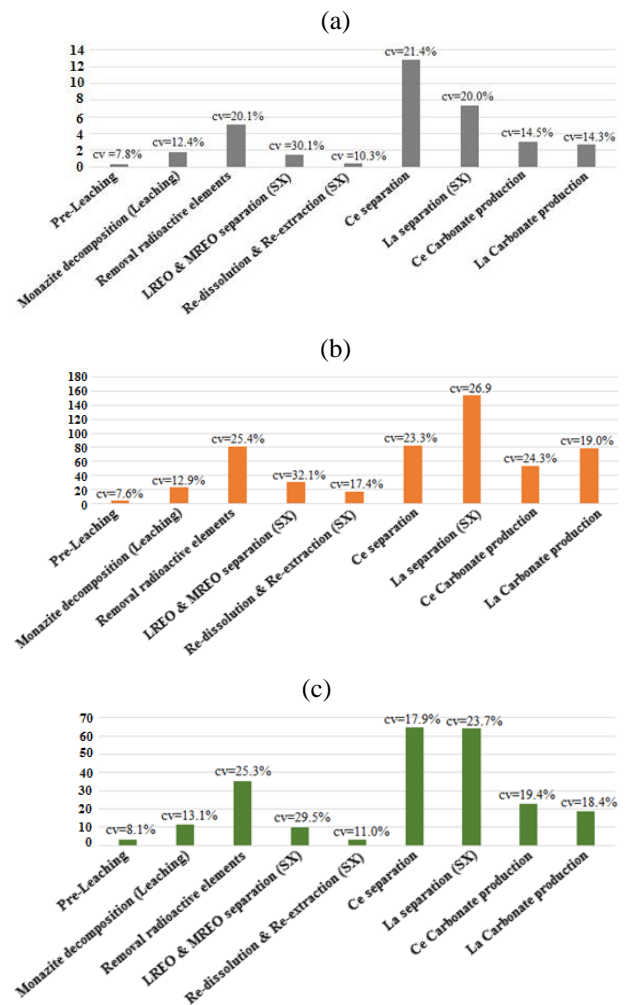 (a)
14
12
10
8
6
4
2
0
cv =7.8%
cv=12.4%
cv=20.1%
cv =30.1%
cv=10.3%
cv=21.4%
cv=20.0%
cv=14.5%
cv=14.3%
Pre-Leaching
Monazite decomposition (Leaching)
Removal radioactive elements
LREO & MREO separation (SX)
Re-dissolution & Re-extraction (SX)
Ce separation
La separation (SX)
Ce Carbonate production
La Carbonate production
(b)
180
160
140
120
100
80
60
40
20
0
cv=7.6%
cv=12.9%
cv=25.4%
cv=32.1%
cv=17.4%
cv=23.3%
cv=26.9
cv=24.3%
cv=19.0%
Pre-Leaching
Monazite decomposition (Leaching)
Removal radioactive elements
LREO & MREO separation (SX)
Re-dissolution & Re-extraction (SX)
Ce separation
La separation (SX)
Ce Carbonate production
La Carbonate production
(c)
70
60
50
40
30
20
10
0
cv=8.1%
cv=13.1%
cv=25.3%
cv=29.5%
cv=11.0%
cv=17.9%
cv=23.7%
cv=19.4%
cv=18.4%
Pre-Leaching
Monazite decomposition (Leaching)
Removal radioactive elements
LREO & MREO separation (SX)
Re-dissolution & Re-extraction (SX)
Ce separation
La separation (SX)
Ce Carbonate production
La Carbonate production